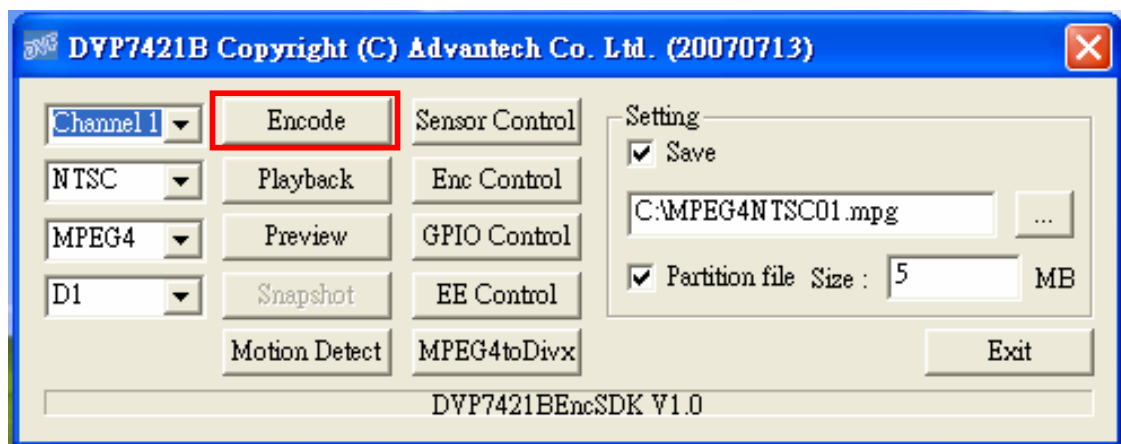 DVP7421B Copyright (C) Advantech Co. Ltd. (20070713)
Channel 1 Encode Sensor Control Setting
Save
NTSC Playback Enc Control
C:\MPEG4NTSC01.mpg ...
MPEG4 Preview GPIO Control
D1 Snapshot EE Control Partition file Size : 5 MB
Motion Detect MPEG4toDivx Exit
DVP7421BEncSDK V1.0